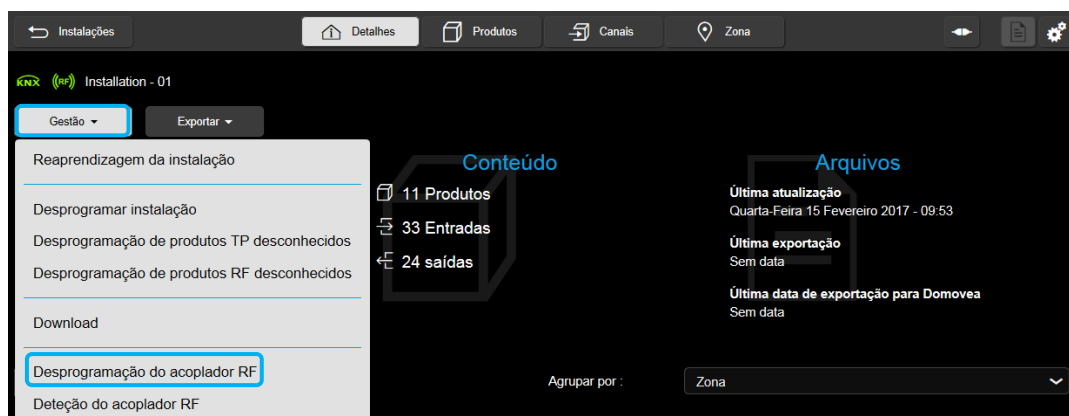 Instalações
Detalhes
Produtos
Canais
Zona
KNX ((RF)) Installation - 01
Gestão
Exportar
Reaprendizagem da instalação
Desprogramar instalação
Desprogramação de produtos TP desconhecidos
Desprogramação de produtos RF desconhecidos
Download
Desprogramação do acoplador RF
Deteção do acoplador RF
Conteúdo
11 Produtos
33 Entradas
24 saídas
Arquivos
Última atualização
Quarta-Feira 15 Fevereiro 2017 - 09:53
Última exportação
Sem data
Última data de exportação para Domovea
Sem data
Agrupar por :
Zona